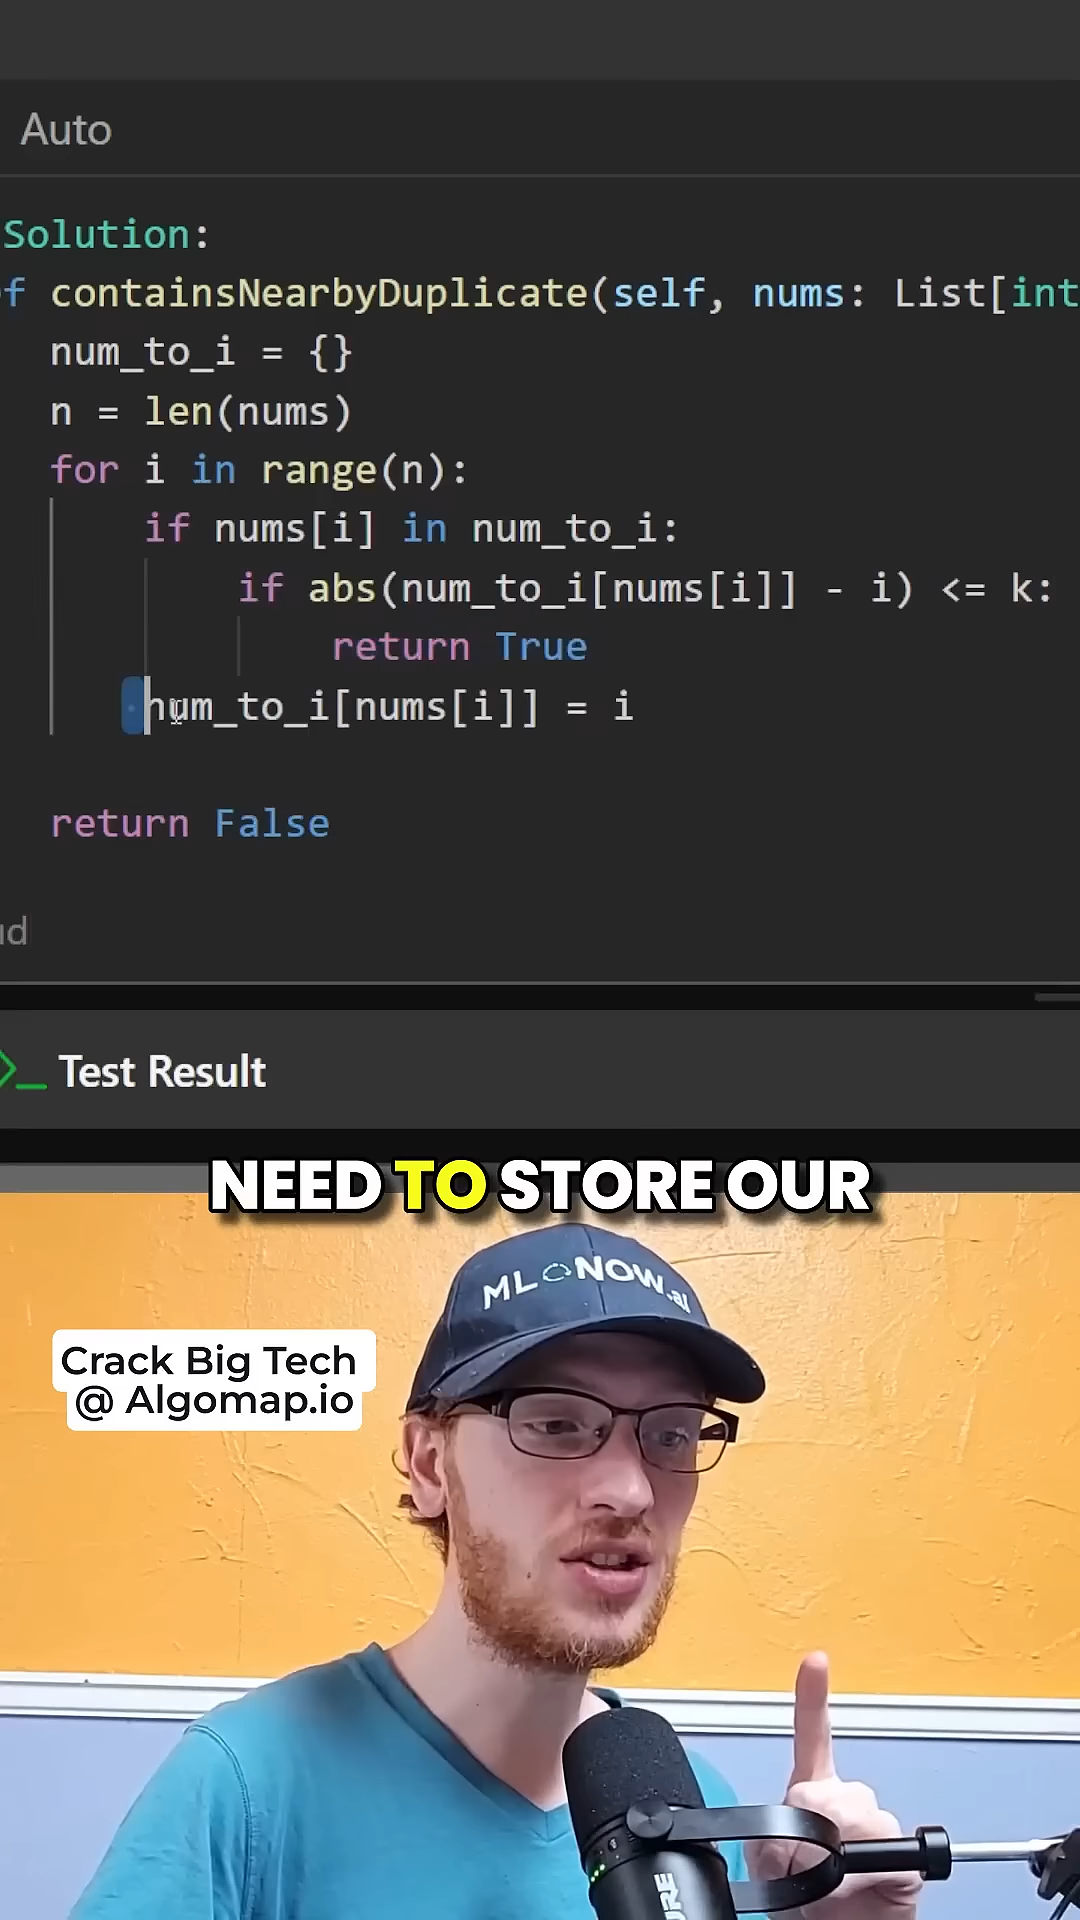 Auto
Solution:
f containsNearbyDuplicate(self, nums: List[int
num_to_i = {}
n = len(nums)
for i in range(n):
if nums[i] in num_to_i:
if abs(num_to_i[nums[i]] - i) <= k:
return True
num_to_i[nums[i]] = i
return False
ud
Test Result
NEED TO STORE OUR
ML NOW.ai
Crack Big Tech
@ Algomap.io
URE